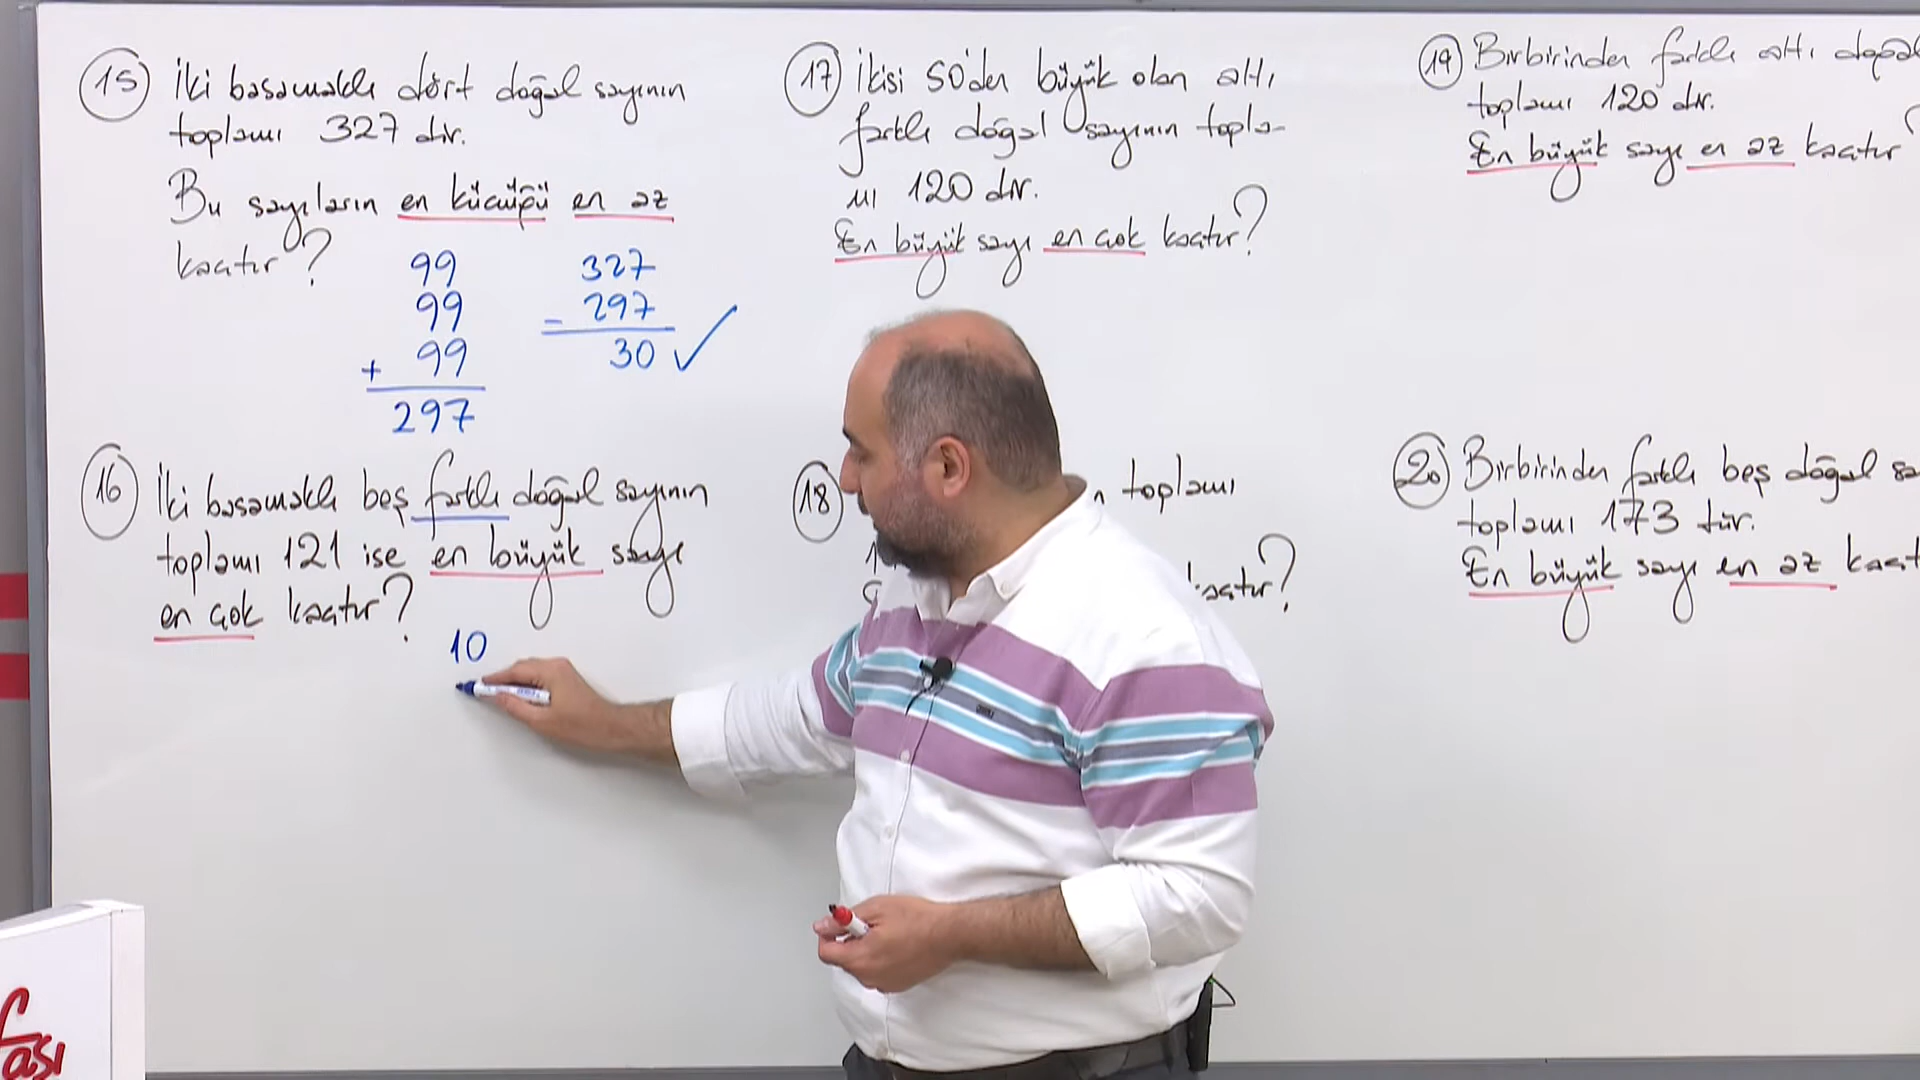 15 İki basamaklı dört doğal sayının
toplamı 327 dir.
Bu sayıların en küçüğü en az
kaçtır?
99
99
+ 99
297
327
- 297
30 ✓
16 İki basamaklı beş farklı doğal sayının
toplamı 121 ise en büyük sayı
en çok kaçtır?
10
17 İkisi 50'den büyük olan altı
farklı doğal sayının topla-
mı 120 dir.
En büyük sayı en çok kaçtır?
18
toplamı
19 Birbirinden farklı altı
toplamı 120 dir.
En büyük sayı en az kaçtır?
20 Birbirinden farklı beş doğal
toplamı 173 tür.
En büyük sayı en az